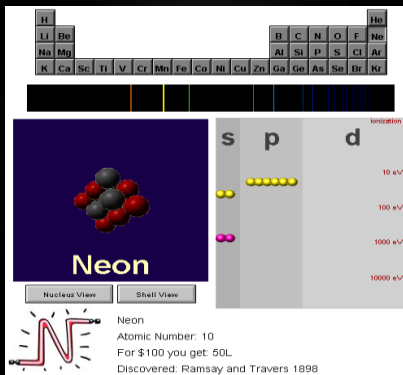 H He
Li Be B C N O F Ne
Na Mg Al Si P S Cl Ar
K Ca Sc Ti V Cr Mn Fe Co Ni Cu Zn Ga Ge As Se Br Kr
ionization
s p d
10 eV
100 eV
1000 eV
10000 eV
Neon
Nucleus View Shell View
N
Neon
Atomic Number: 10
For $100 you get: 50L
Discovered: Ramsay and Travers 1898